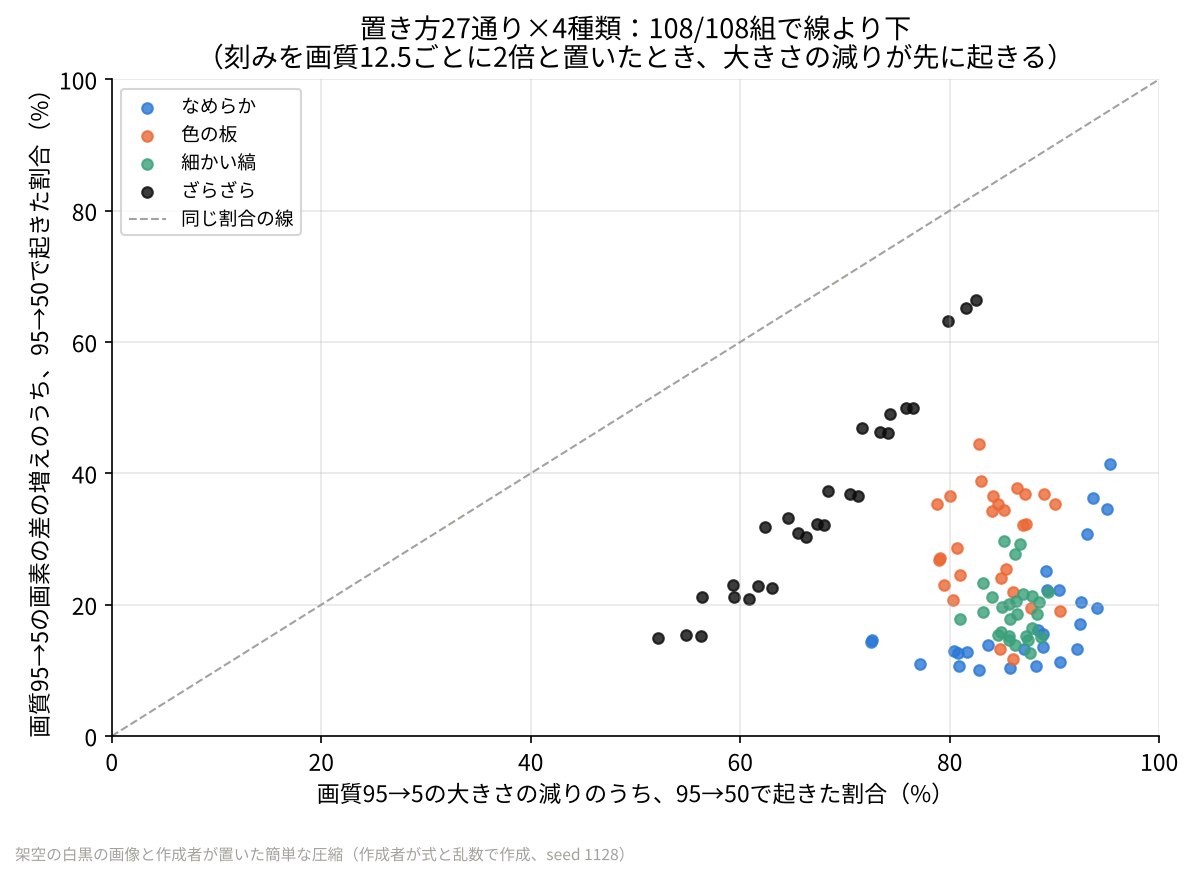 置き方27通り×4種類：108/108組で線より下
（刻みを画質12.5ごとに2倍と置いたとき、大きさの減りが先に起きる）
画質95→5の画素の差の増えのうち、95→50で起きた割合（%）
100
80
60
40
20
0
なめらか
色の板
細かい縞
ざらざら
同じ割合の線
0
20
40
60
80
100
画質95→5の大きさの減りのうち、95→50で起きた割合（%）
架空の白黒の画像と作成者が置いた簡単な圧縮（作成者が式と乱数で作成、seed 1128）